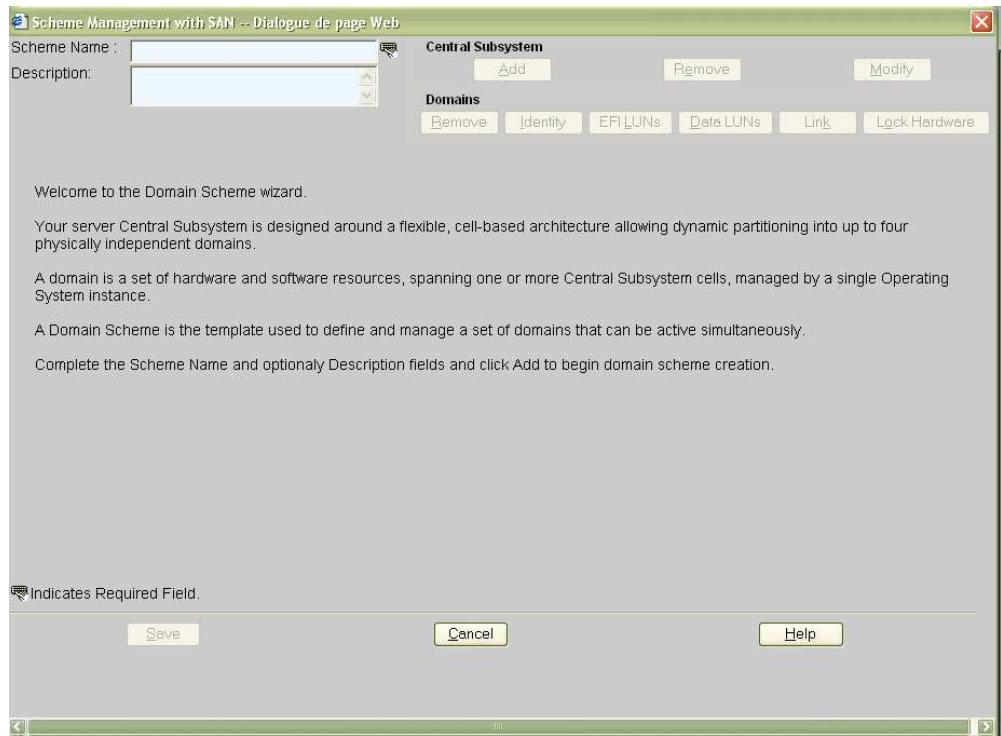 Scheme Management with SAN -- Dialogue de page Web
Scheme Name :
Description:
Central Subsystem
Add Remove Modify
Domains
Remove Identity EFI LUNs Data LUNs Link Lock Hardware
Welcome to the Domain Scheme wizard.
Your server Central Subsystem is designed around a flexible, cell-based architecture allowing dynamic partitioning into up to four
physically independent domains.
A domain is a set of hardware and software resources, spanning one or more Central Subsystem cells, managed by a single Operating
System instance.
A Domain Scheme is the template used to define and manage a set of domains that can be active simultaneously.
Complete the Scheme Name and optionaly Description fields and click Add to begin domain scheme creation.
Indicates Required Field.
Save Cancel Help